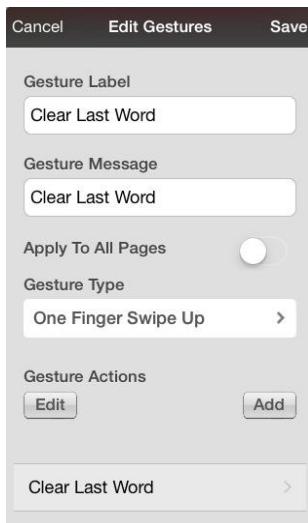 Cancel Edit Gestures Save
Gesture Label
Clear Last Word
Gesture Message
Clear Last Word
Apply To All Pages
Gesture Type
One Finger Swipe Up
Gesture Actions
Edit Add
Clear Last Word